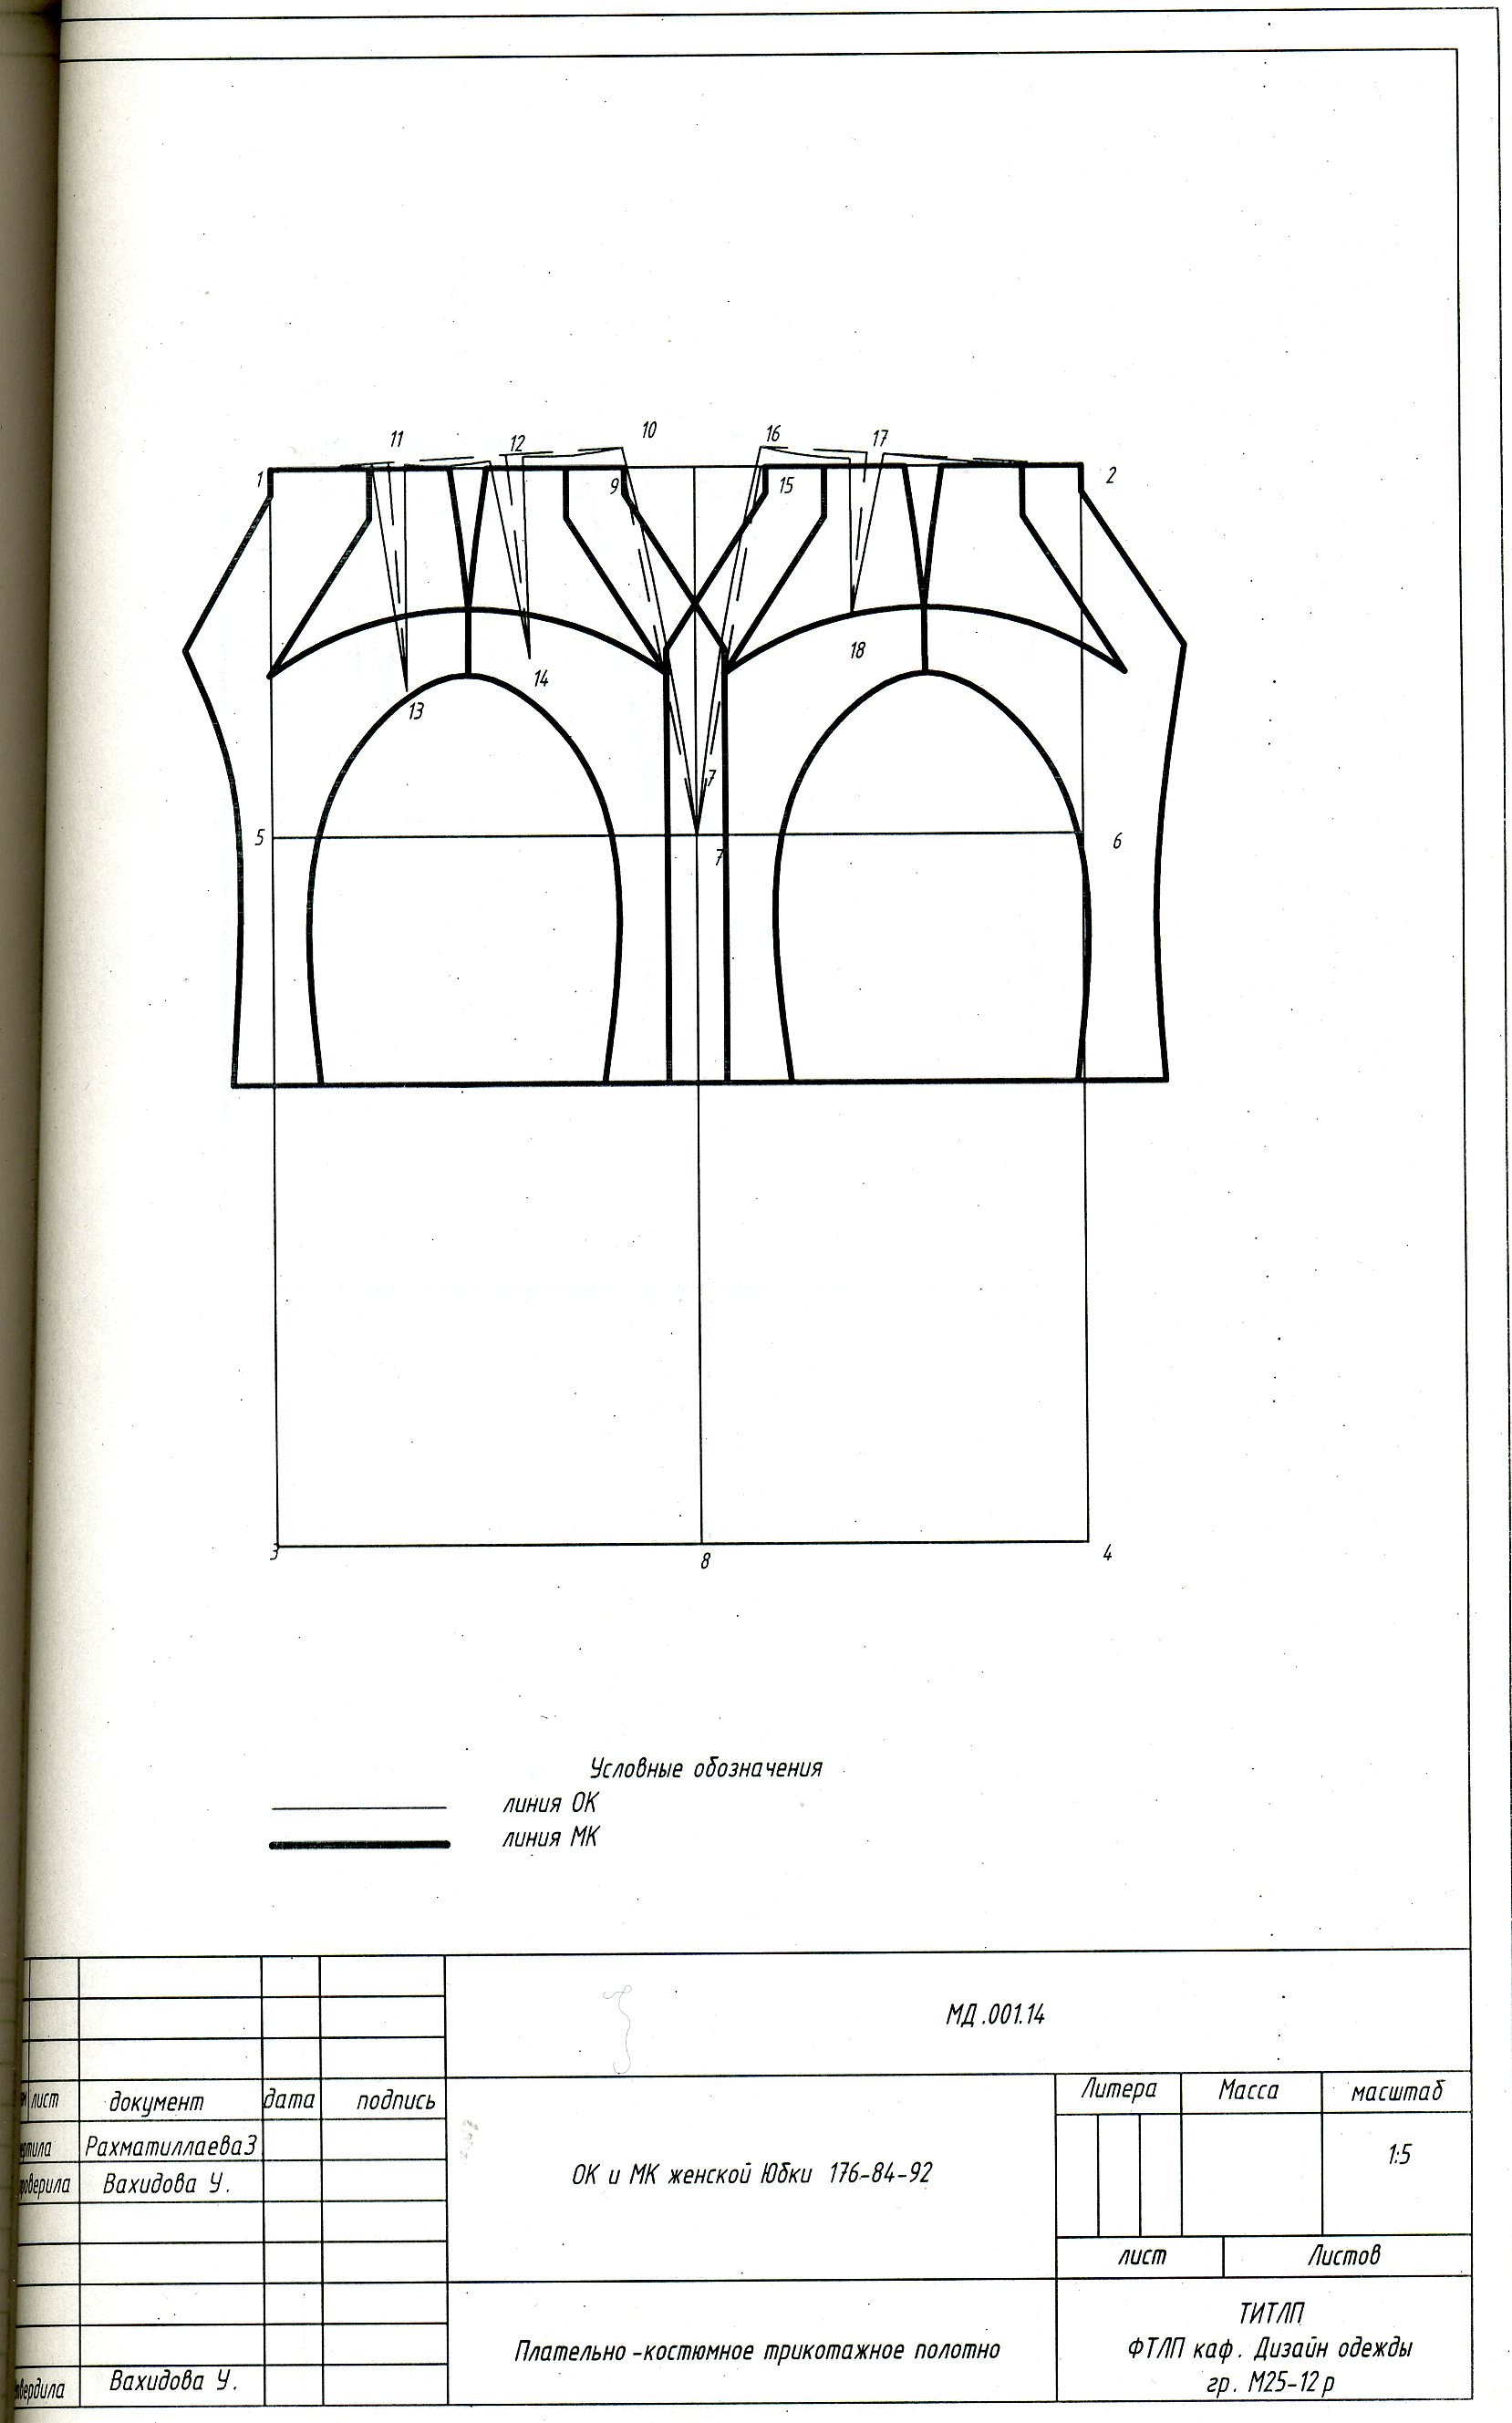 10
11
12
16
17
1
9
15
2
14
13
18
7
5
7
6
3
8
4
Условные обозначения
линия ОК
линия МК
МД.001.14
лист документ дата подпись
Литера Масса масштаб
РахматиллаеваЗ
Вахидова У.
ОК и МК женской Юбки 176-84-92
1:5
лист Листов
Плательно-костюмное трикотажное полотно
ТИТЛП
ФТЛП каф. Дизайн одежды
гр. М25-12р
Вахидова У.